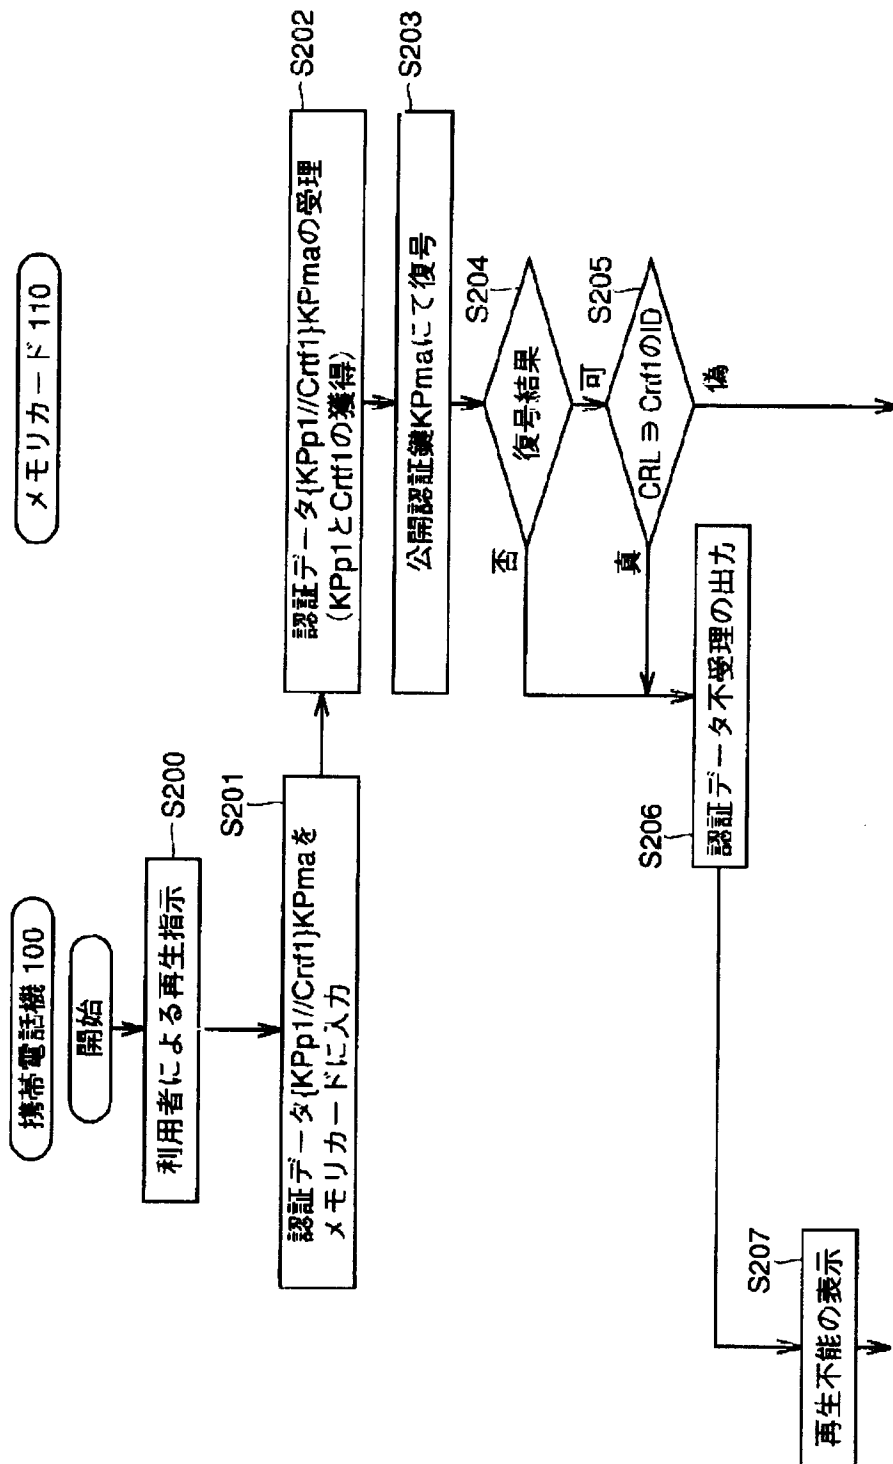 携帯電話機 100
メモリカード 110
開始
利用者による再生指示
S200
認証データ{KPp1//Crtf1}KPmaを
メモリカードに入力
S201
認証データ{KPp1//Crtf1}KPmaの受理
(KPp1とCrtf1の獲得)
S202
公開認証鍵KPmaにて復号
S203
復号結果
S204
否
可
CRL∋Crtf1のID
S205
真
偽
認証データ不受理の出力
S206
再生不能の表示
S207